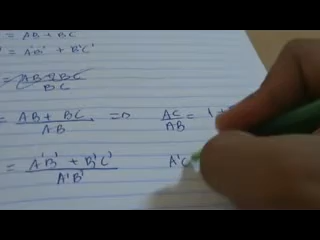 = AB + BC
= A'B' + B'C'
= AB + BC / BC
= AB + BC / AB => AC / AB = 1 +
= A'B' + B'C' / A'B' A'C